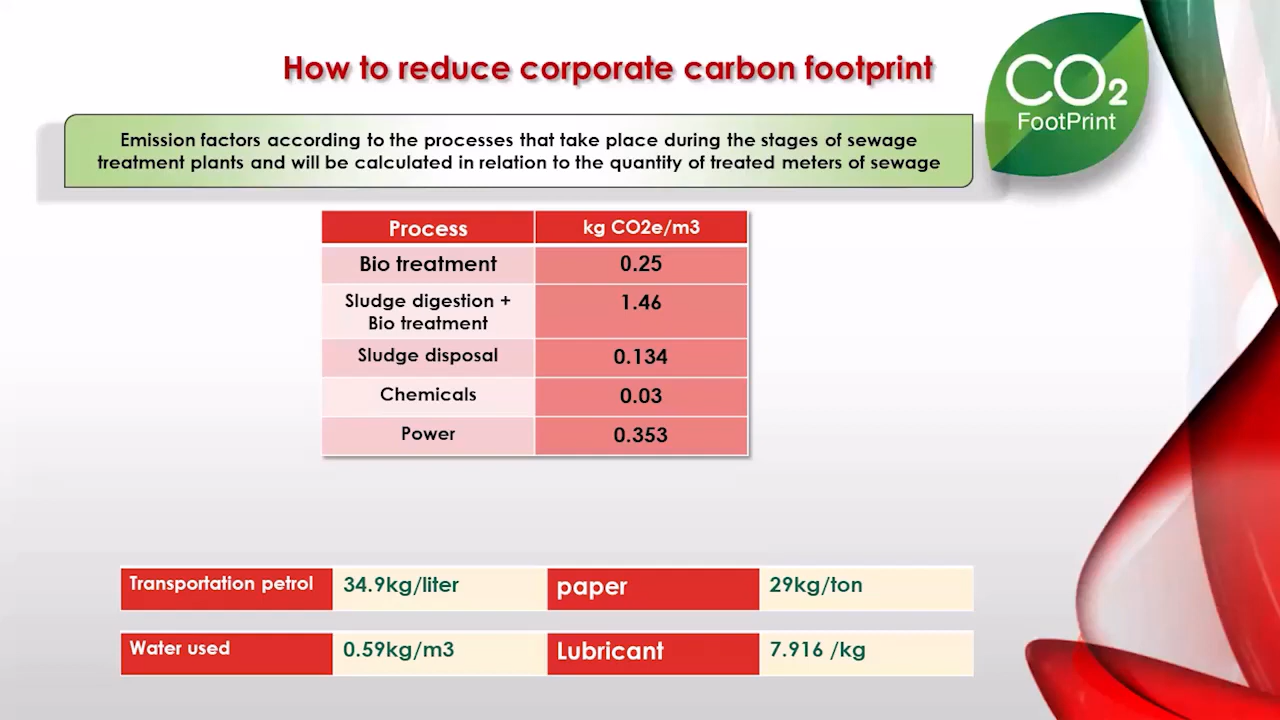 How to reduce corporate carbon footprint
CO2
FootPrint
Emission factors according to the processes that take place during the stages of sewage
treatment plants and will be calculated in relation to the quantity of treated meters of sewage
Process
kg CO2e/m3
Bio treatment
0.25
Sludge digestion +
Bio treatment
1.46
Sludge disposal
0.134
Chemicals
0.03
Power
0.353
Transportation petrol
34.9kg/liter
paper
29kg/ton
Water used
0.59kg/m3
Lubricant
7.916 /kg